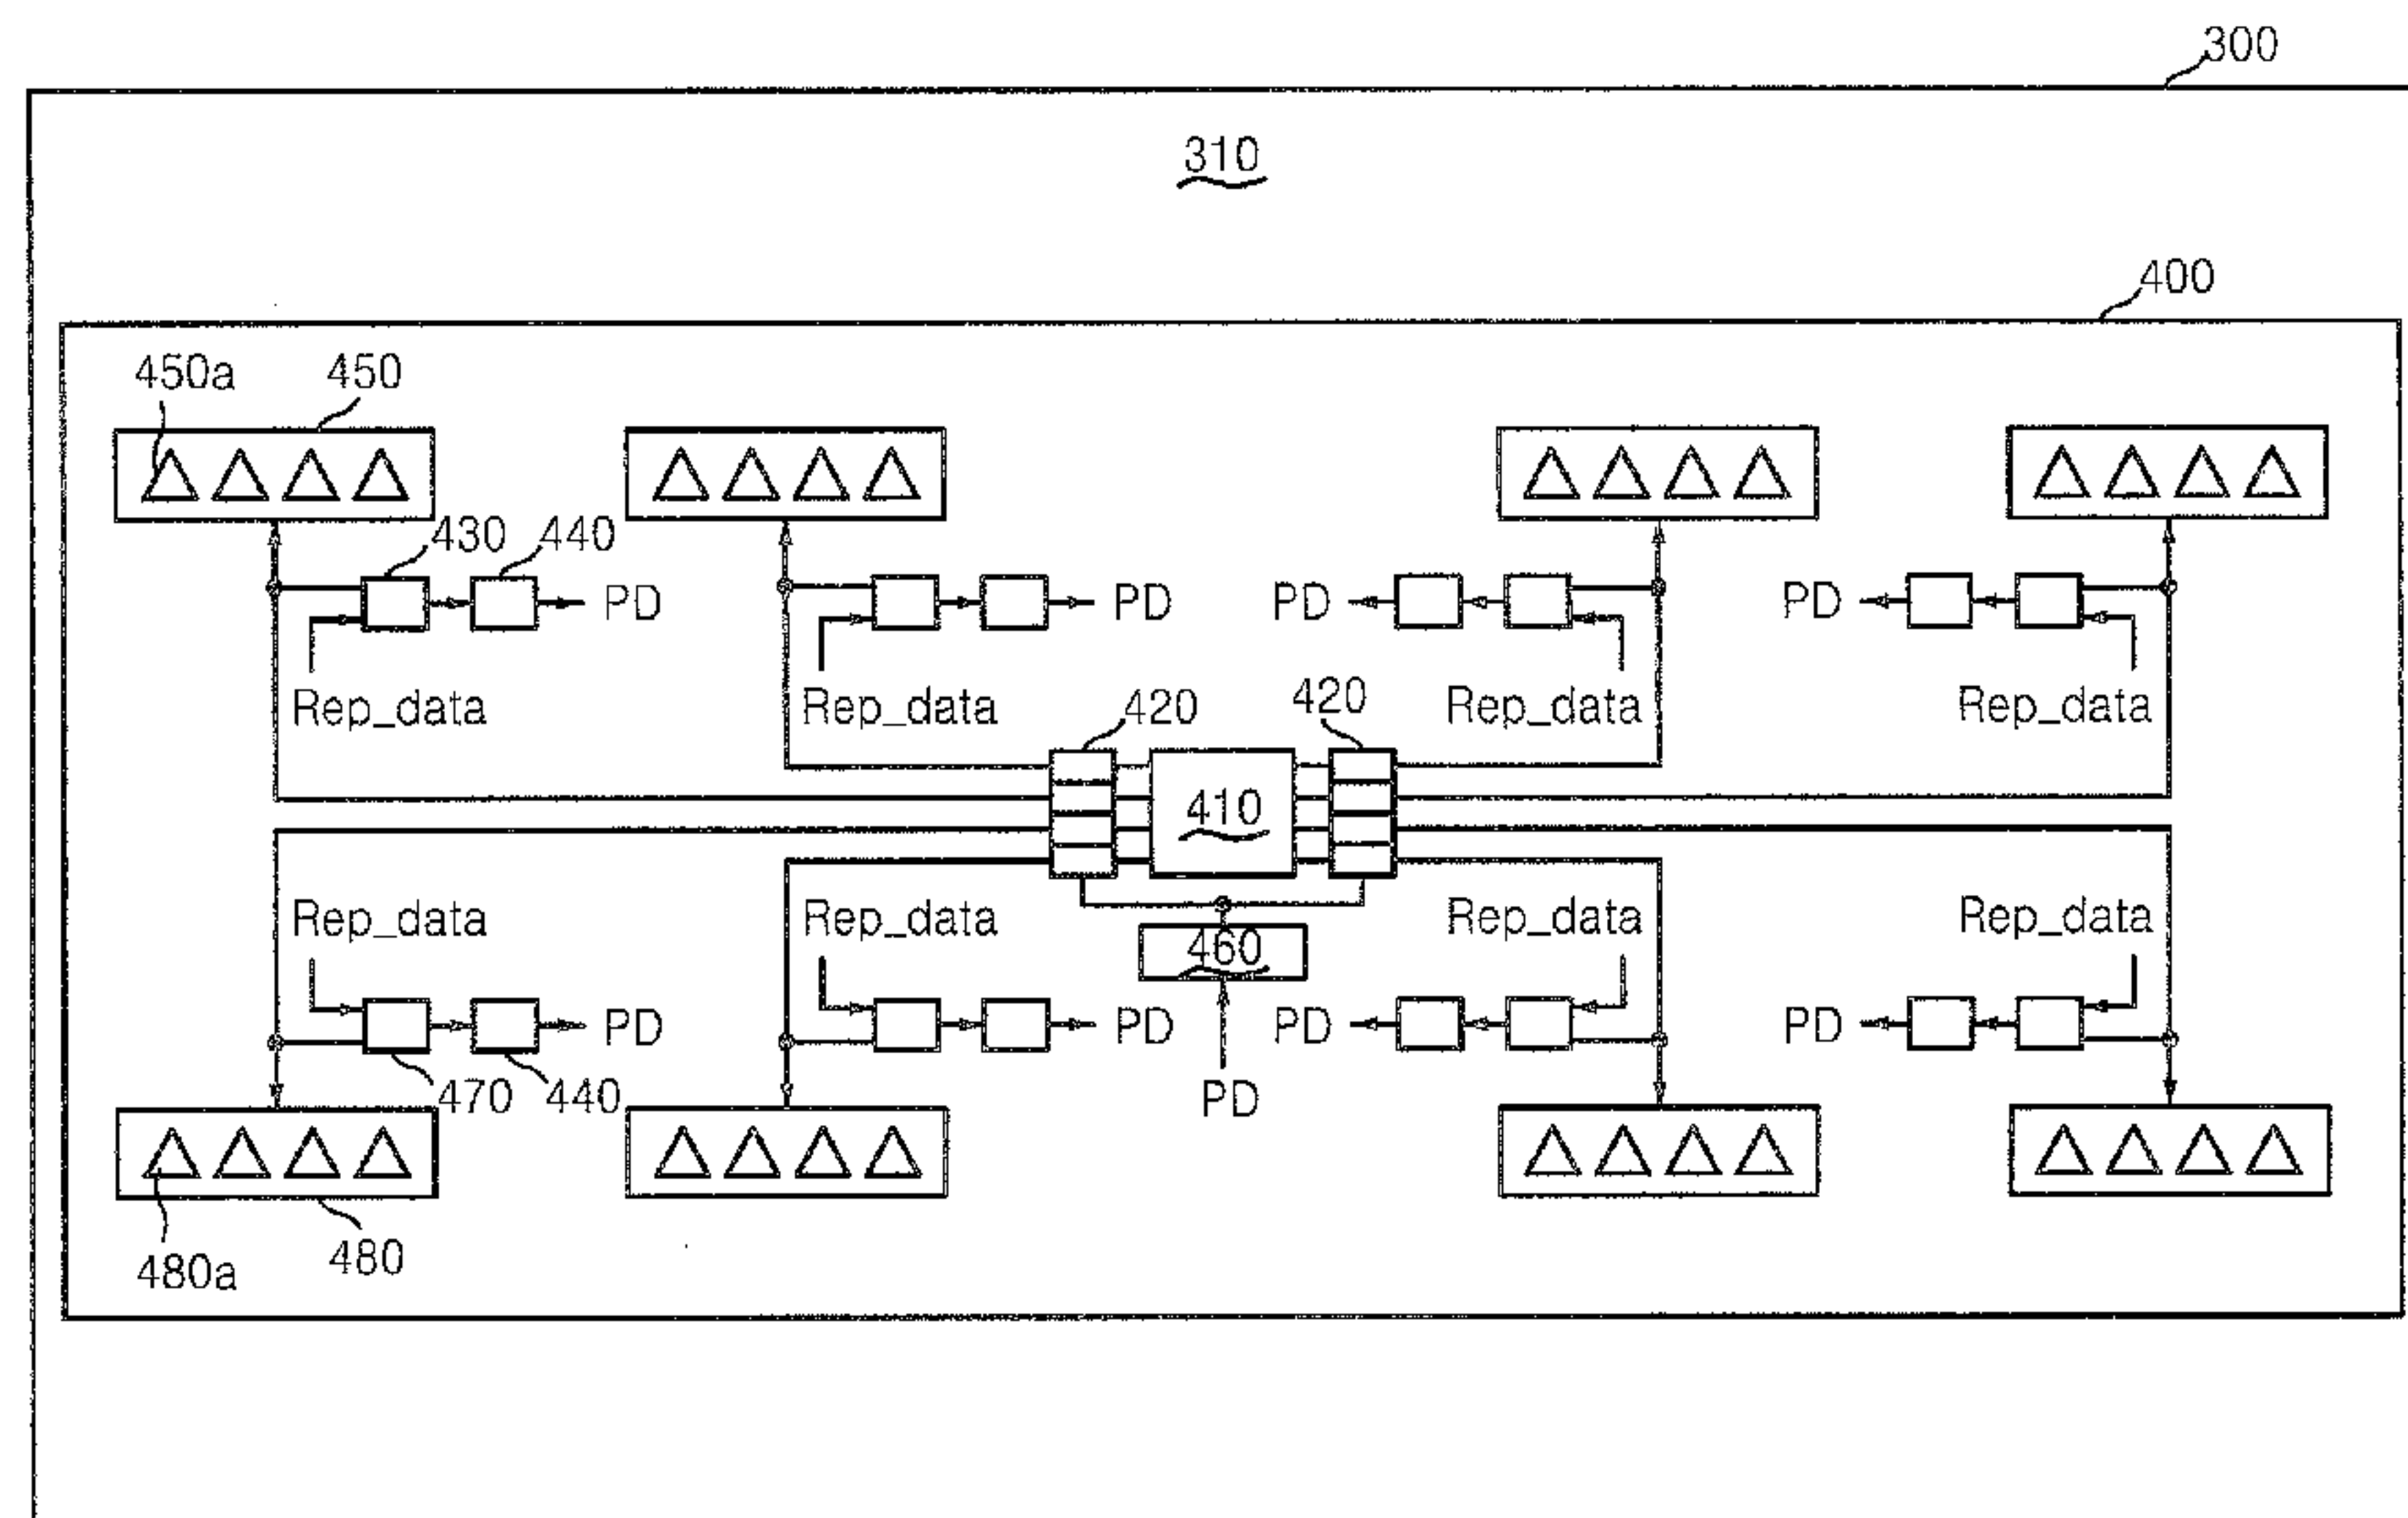 300
310
400
450a 450
430 440
PD PD PD PD
Rep_data Rep_data Rep_data Rep_data
420 420
410
Rep_data Rep_data Rep_data Rep_data
460
PD PD PD PD
470 440 PD
480a 480